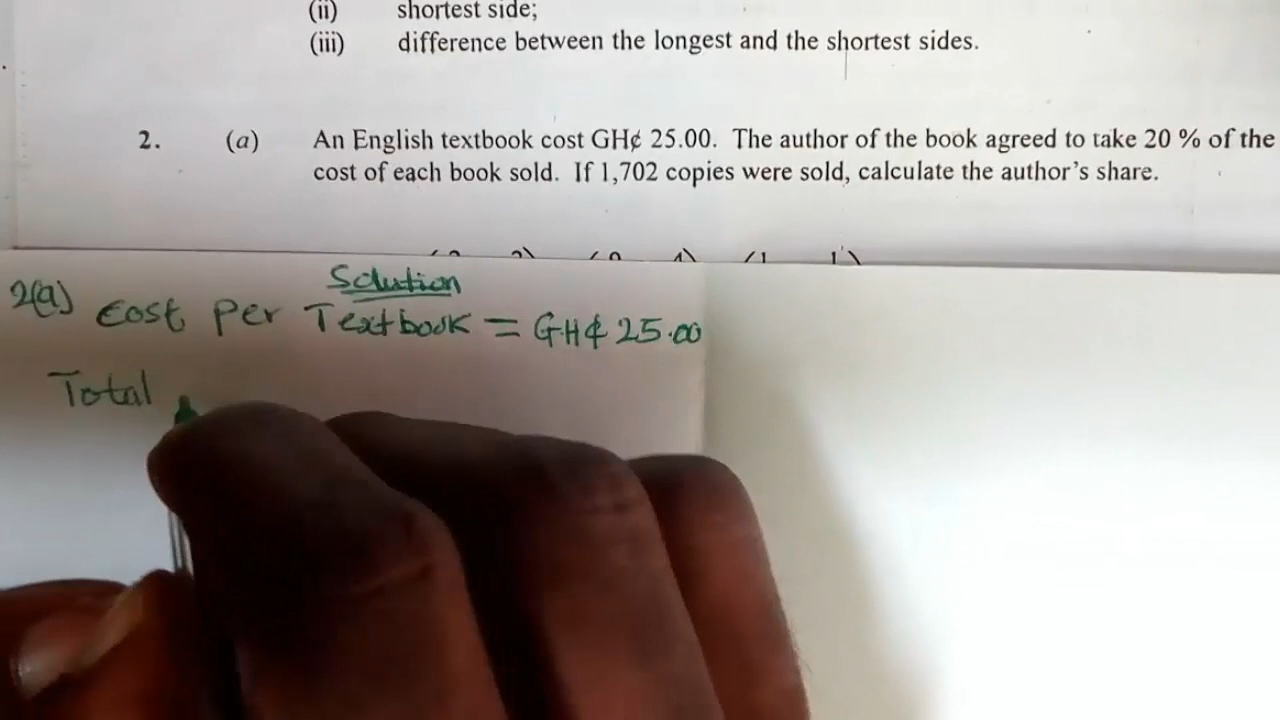 (ii) shortest side;
(iii) difference between the longest and the shortest sides.
2. (a) An English textbook cost GH¢ 25.00. The author of the book agreed to take 20 % of the
cost of each book sold. If 1,702 copies were sold, calculate the author's share.
Solution
2(a) Cost per Textbook = GH¢ 25.00
Total